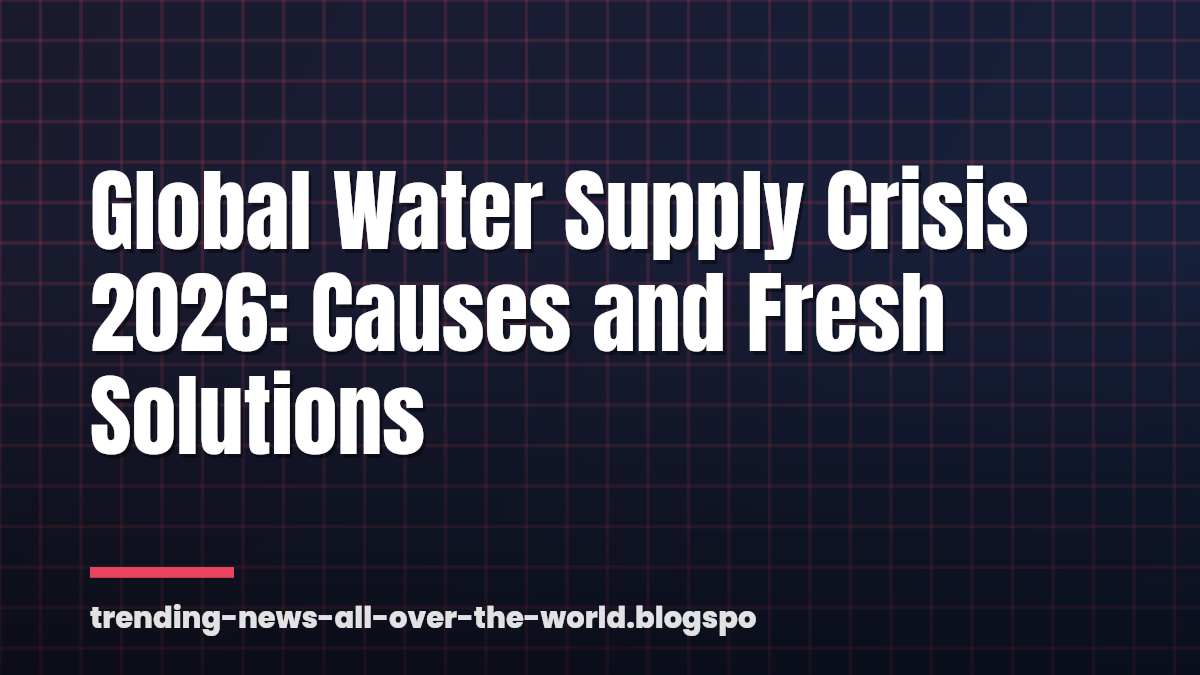 Global Water Supply Crisis
2026: Causes and Fresh
Solutions
trending-news-all-over-the-world.blogspo